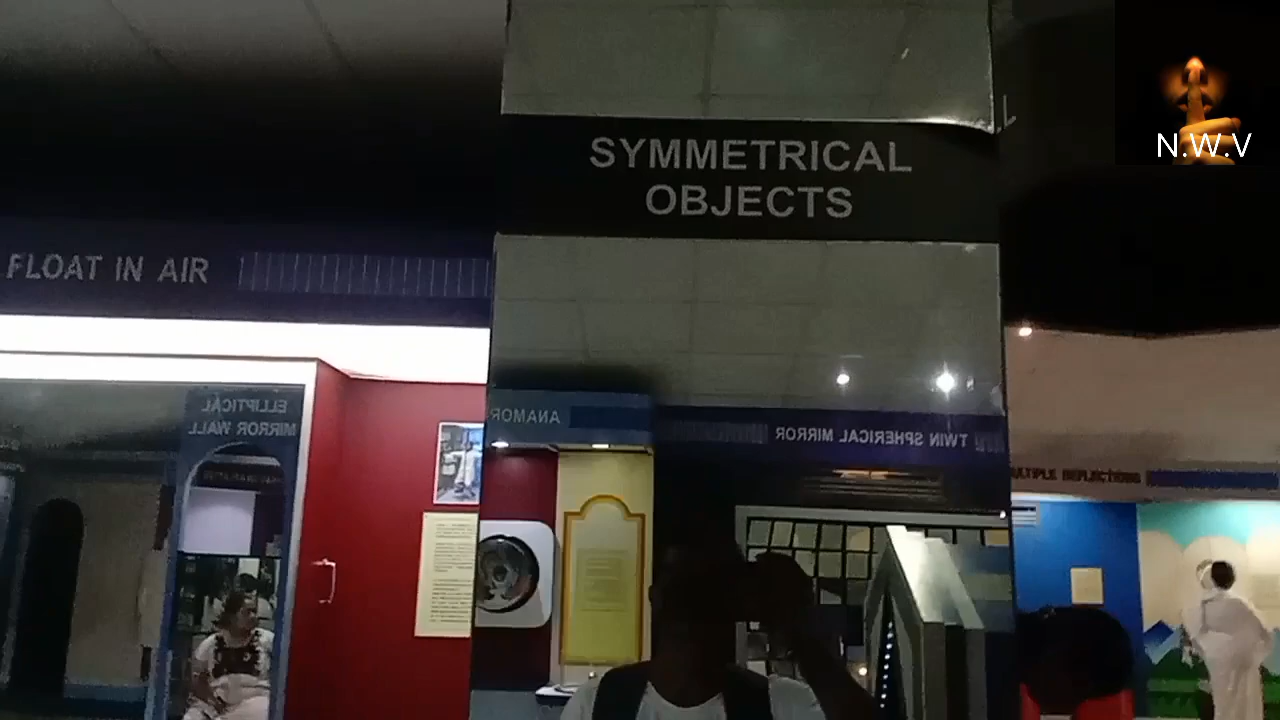 N.W.V
SYMMETRICAL
OBJECTS
FLOAT IN AIR
ELLIPTICAL
MIRROR WALL
ANAMOR
TWIN SPHERICAL MIRROR
MULTIPLE REFLECTIONS